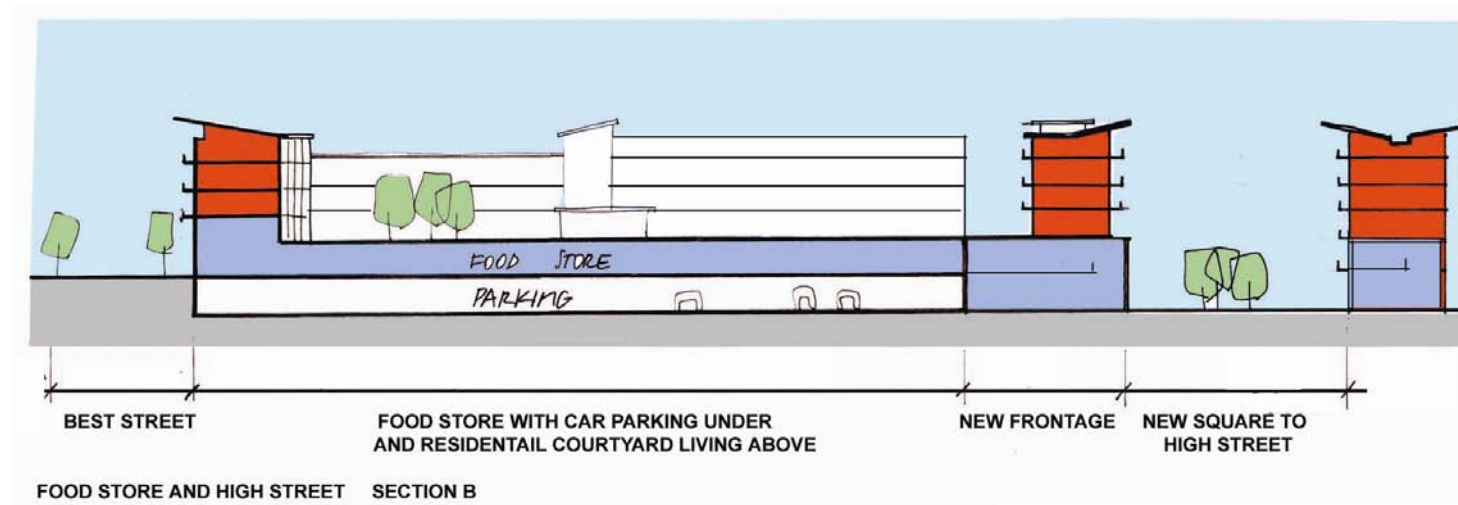 FOOD STORE
PARKING
BEST STREET
FOOD STORE WITH CAR PARKING UNDER
AND RESIDENTAIL COURTYARD LIVING ABOVE
NEW FRONTAGE
NEW SQUARE TO
HIGH STREET
FOOD STORE AND HIGH STREET SECTION B